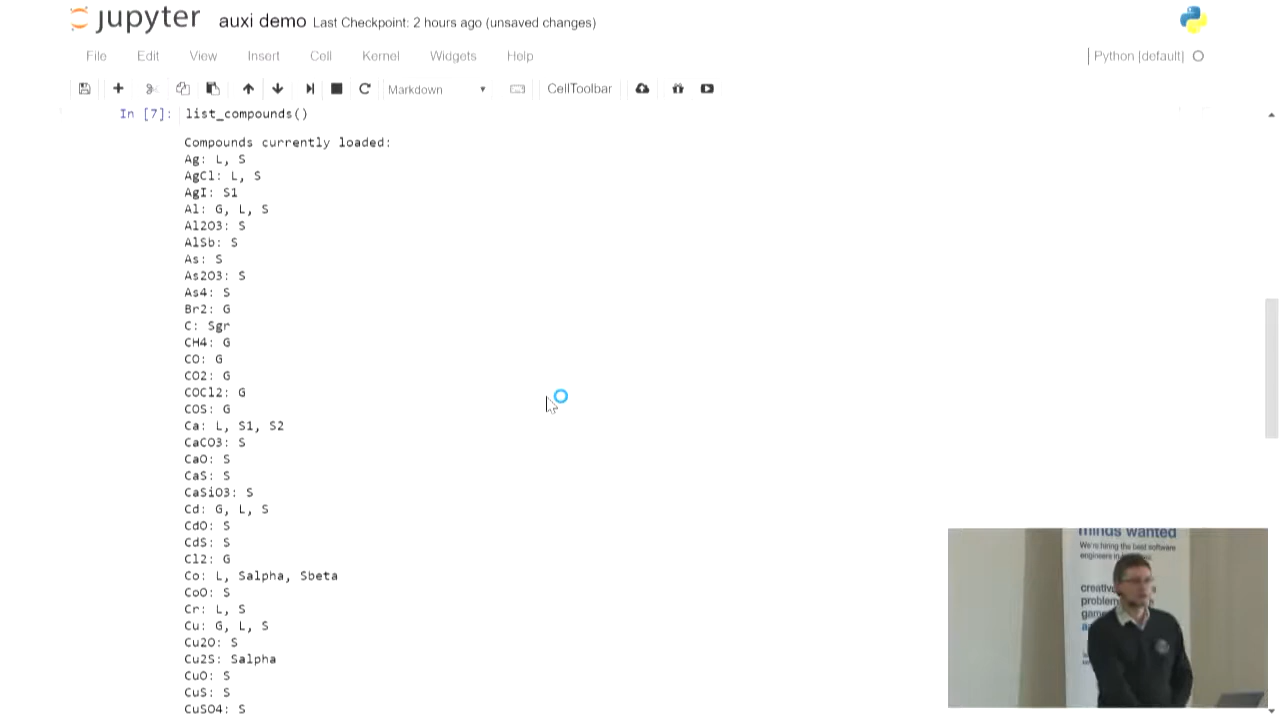 jupyter auxi demo Last Checkpoint: 2 hours ago (unsaved changes)
File Edit View Insert Cell Kernel Widgets Help Python [default]
Markdown CellToolbar
In [7]: list_compounds()
Compounds currently loaded:
Ag: L, S
AgCl: L, S
AgI: S1
Al: G, L, S
Al2O3: S
AlSb: S
As: S
As2O3: S
As4: S
Br2: G
C: Sgr
CH4: G
CO: G
CO2: G
COCl2: G
COS: G
Ca: L, S1, S2
CaCO3: S
CaO: S
CaS: S
CaSiO3: S
Cd: G, L, S
CdO: S
CdS: S
Cl2: G
Co: L, Salpha, Sbeta
CoO: S
Cr: L, S
Cu: G, L, S
Cu2O: S
Cu2S: Salpha
CuO: S
CuS: S
CuSO4: S
minds wanted
We're hiring the best software
engineers in
creativ
problem
gam